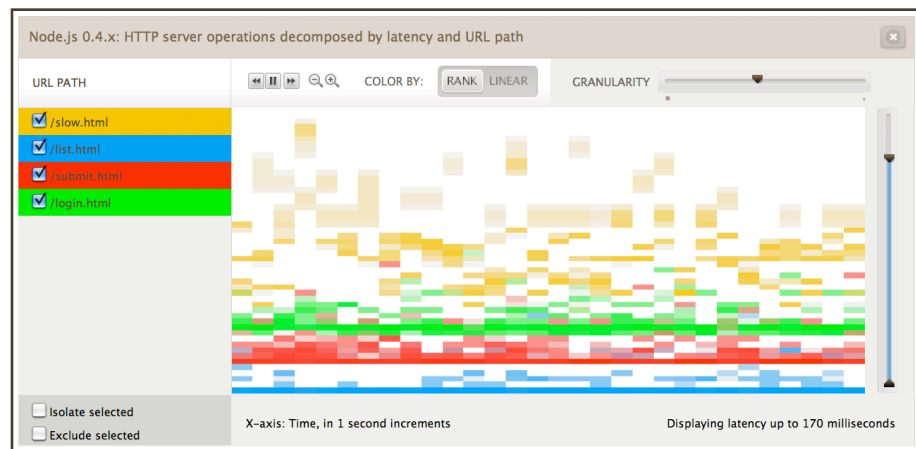 Node.js 0.4.x: HTTP server operations decomposed by latency and URL path
URL PATH
COLOR BY: RANK LINEAR GRANULARITY
/slow.html
/list.html
/submit.html
/login.html
Isolate selected
Exclude selected
X-axis: Time, in 1 second increments
Displaying latency up to 170 milliseconds